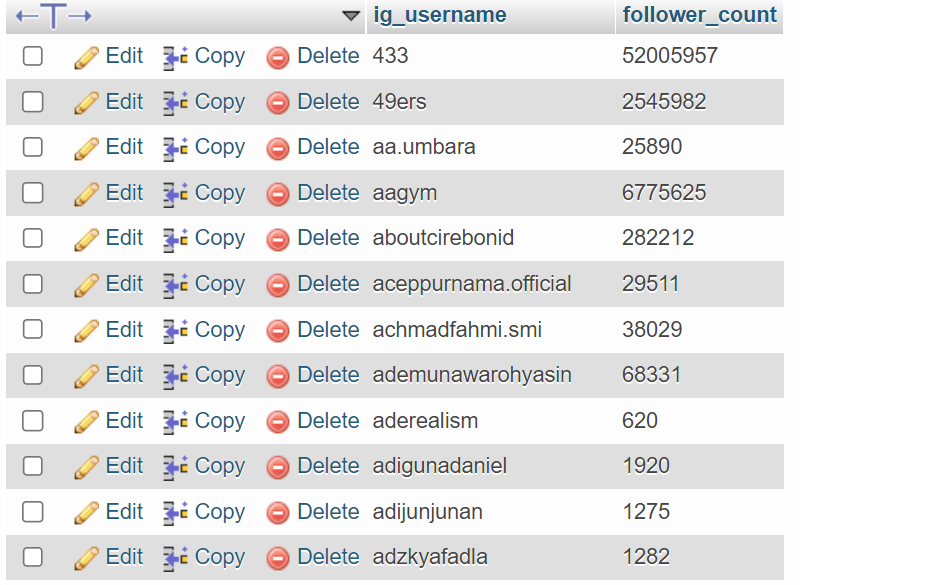 ig_username follower_count
Edit Copy Delete 433 52005957
Edit Copy Delete 49ers 2545982
Edit Copy Delete aa.umbara 25890
Edit Copy Delete aagym 6775625
Edit Copy Delete aboutcirebonid 282212
Edit Copy Delete aceppurnama.official 29511
Edit Copy Delete achmadfahmi.smi 38029
Edit Copy Delete ademunawarohyasin 68331
Edit Copy Delete aderealism 620
Edit Copy Delete adigunadaniel 1920
Edit Copy Delete adijunjunan 1275
Edit Copy Delete adzkyafadla 1282